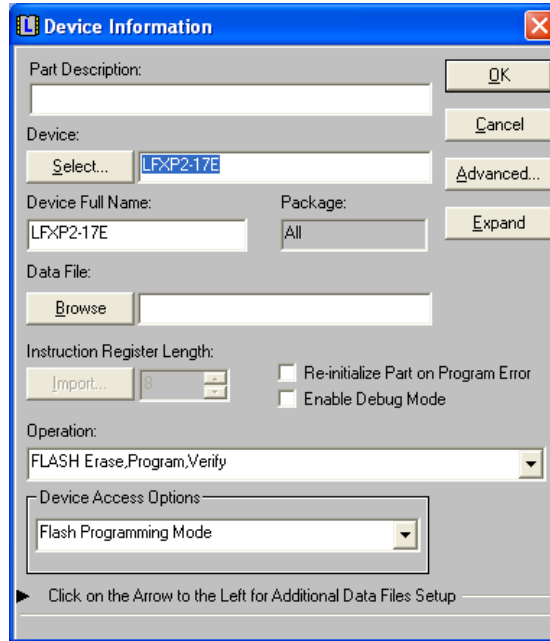 Device Information
Part Description:
OK
Device:
Cancel
Select...
LFXP2-17E
Advanced...
Device Full Name:
Package:
LFXP2-17E
All
Expand
Data File:
Browse
Instruction Register Length:
Import...
8
Re-initialize Part on Program Error
Enable Debug Mode
Operation:
FLASH Erase,Program,Verify
Device Access Options
Flash Programming Mode
Click on the Arrow to the Left for Additional Data Files Setup